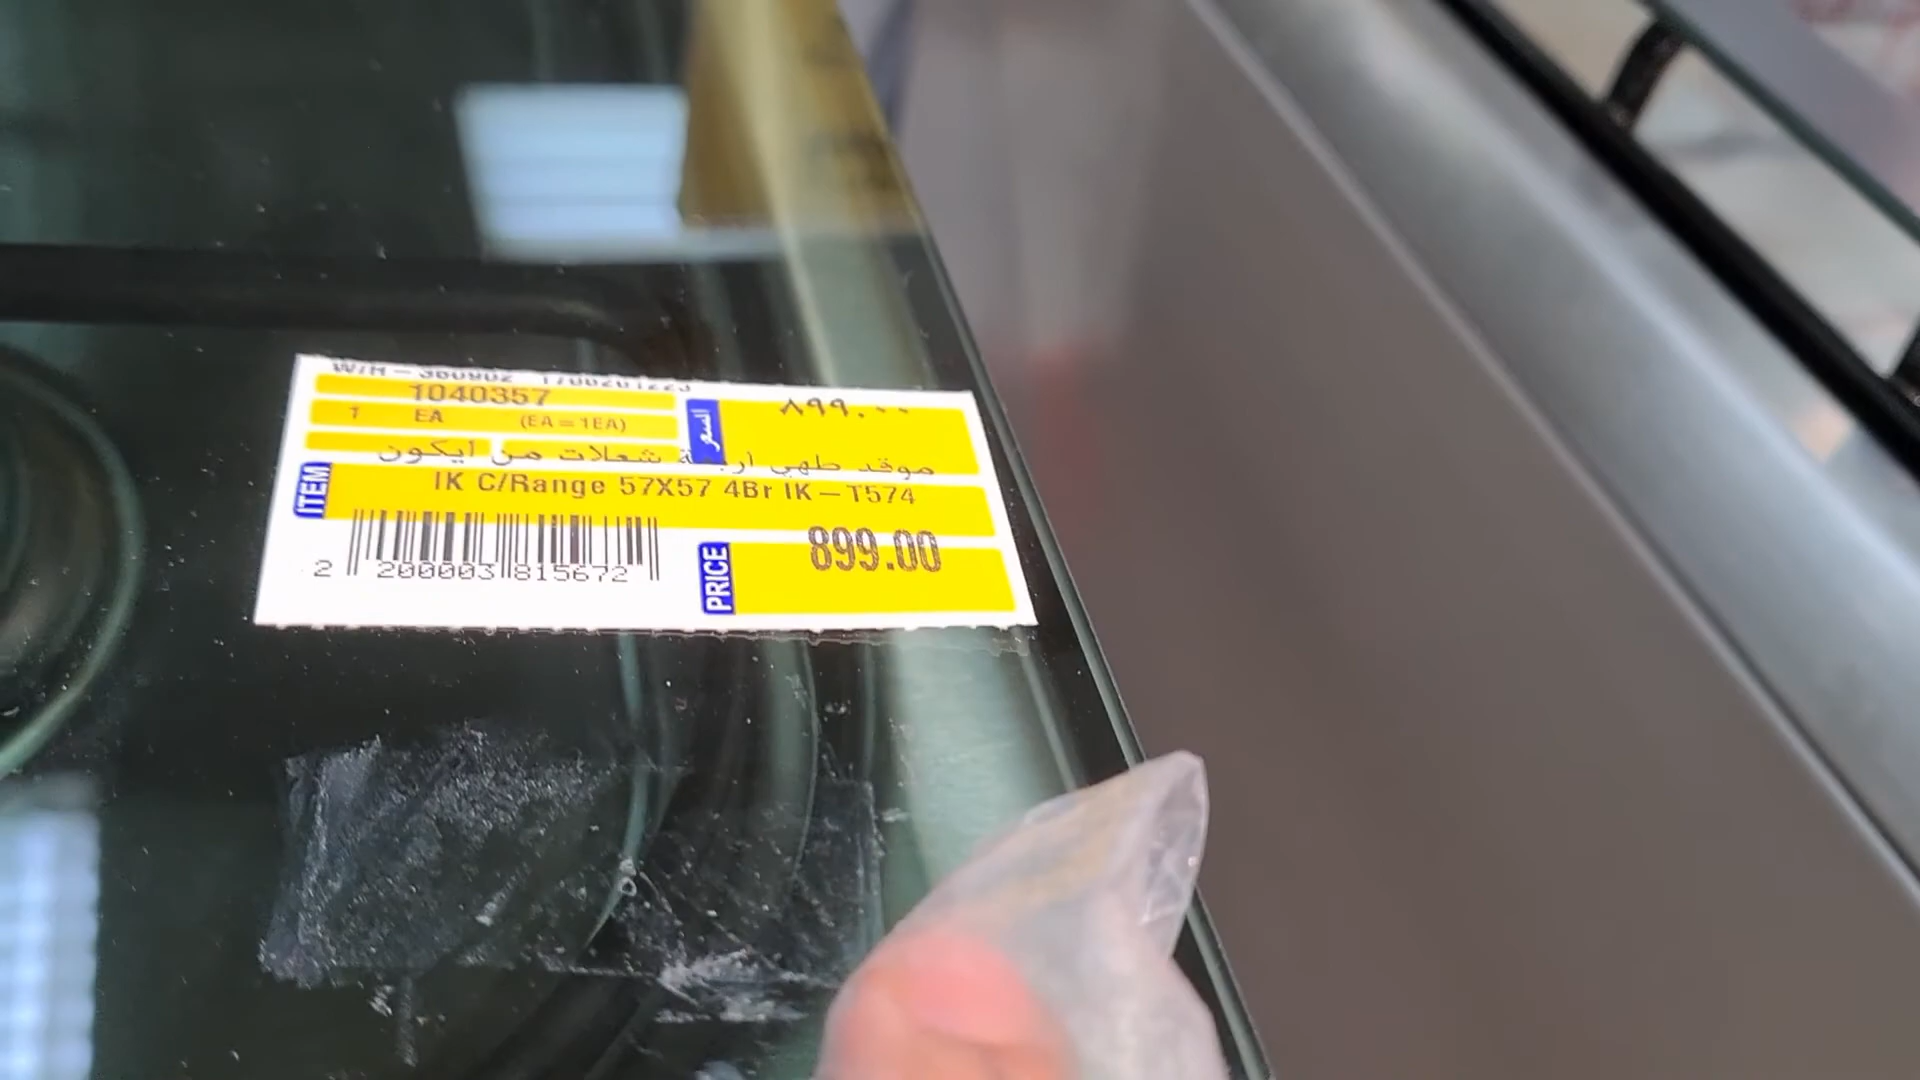 1040357
1 EA (EA=1EA)
السعر ٨٩٩.٠٠
موقد طهي اربعة شعلات من ايكون
ITEM IK C/Range 57X57 4Br IK-T574
2 200003 815672
PRICE 899.00